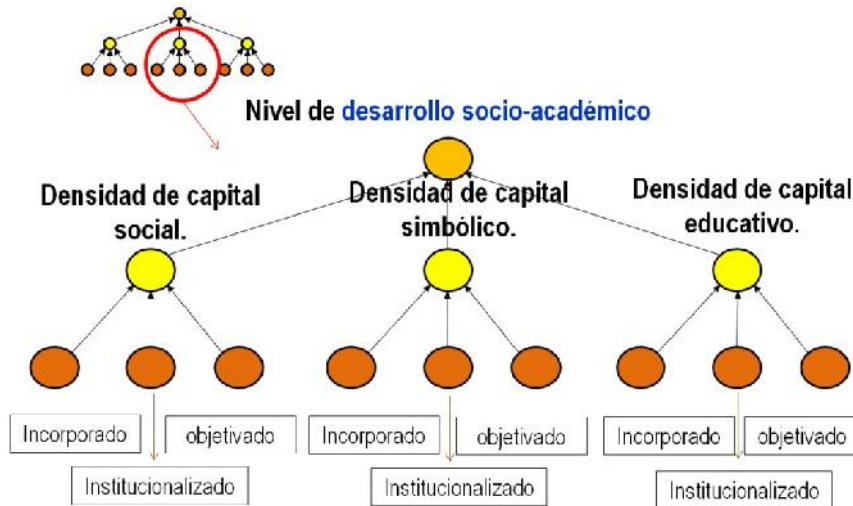 Nivel de desarrollo socio-académico
Densidad de capital
social.
Densidad de capital
simbólico.
Densidad de capital
educativo.
Incorporado
objetivado
Institucionalizado
Incorporado
objetivado
Institucionalizado
Incorporado
objetivado
Institucionalizado